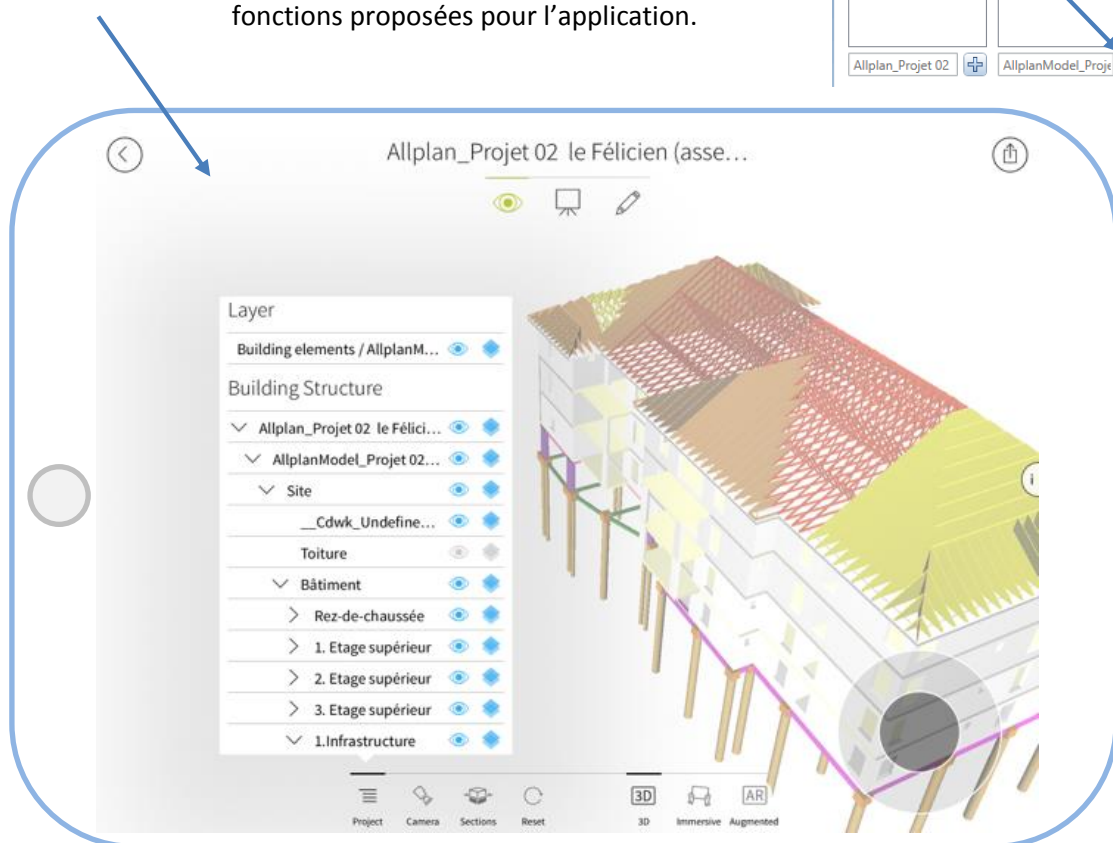 fonctions proposées pour l’application.
Allplan_Projet 02
AllplanModel_Proje
Allplan_Projet 02 le Félicien (asse...
Layer
Building elements / AllplanM...
Building Structure
Allplan_Projet 02 le Félici...
AllplanModel_Projet 02...
Site
__Cdwk_Undefine...
Toiture
Bâtiment
Rez-de-chaussée
1. Etage supérieur
2. Etage supérieur
3. Etage supérieur
1.Infrastructure
i
3D
AR
Project Camera Sections Reset 3D Immersive Augmented